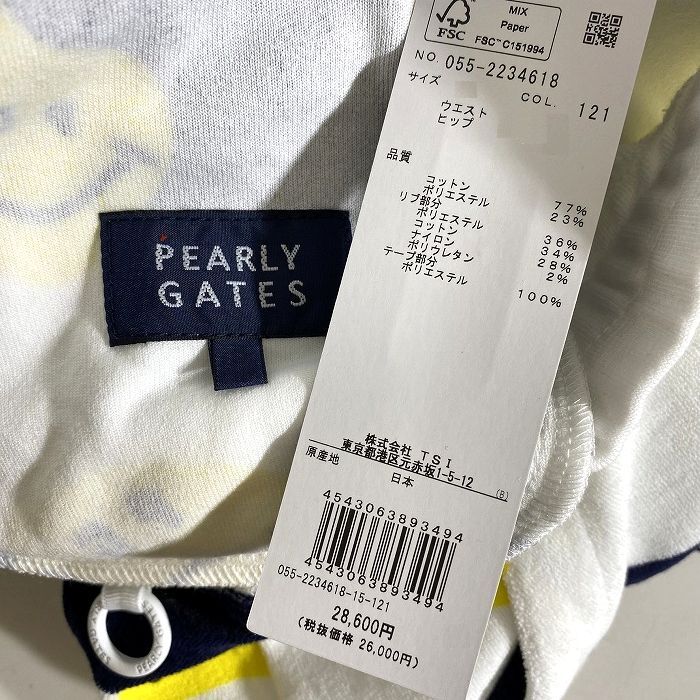 MIX
Paper
FSC™ C151994
FSC
NO. 055-2234618
サイズ
COL. 121
ウエスト
ヒップ
品質
コットン 77%
ポリエステル 23%
リブ部分
ポリエステル 36%
コットン 34%
ナイロン 28%
ポリウレタン 2%
テープ部分
ポリエステル 100%
PEARLY
GATES
株式会社 TSI
東京都港区元赤坂1-5-12
原産地 日本 (B)
4543063893494
4543063893494
055-2234618-15-121
28,600円
(税抜価格 26,000円)
PEARLY
GATES